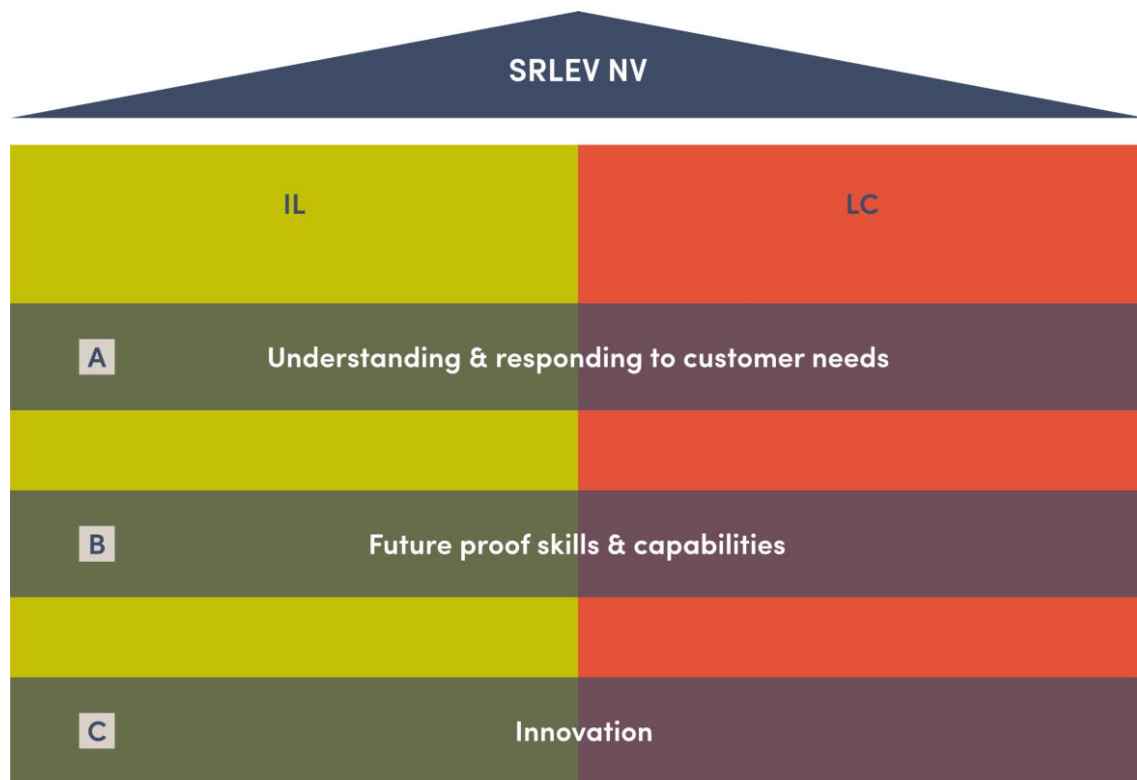 SRLEV NV
IL
LC
A
Understanding & responding to customer needs
B
Future proof skills & capabilities
C
Innovation